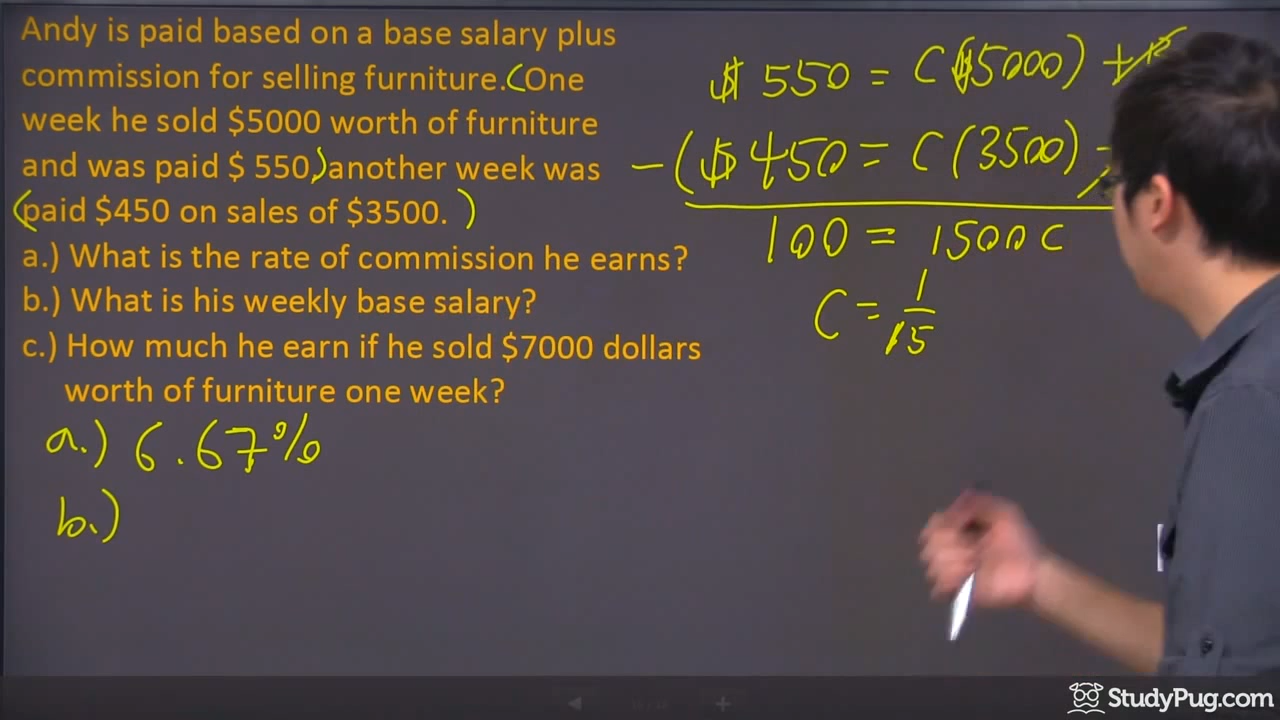 Andy is paid based on a base salary plus
commission for selling furniture.(One
week he sold $5000 worth of furniture
and was paid $ 550,)another week was
(paid $450 on sales of $3500. )
a.) What is the rate of commission he earns?
b.) What is his weekly base salary?
c.) How much he earn if he sold $7000 dollars
worth of furniture one week?
a.) 6.67%
b.)
$ 550 = C($5000) +
-($450 = C(3500)
100 = 1500C
C = 1/15
StudyPug.com